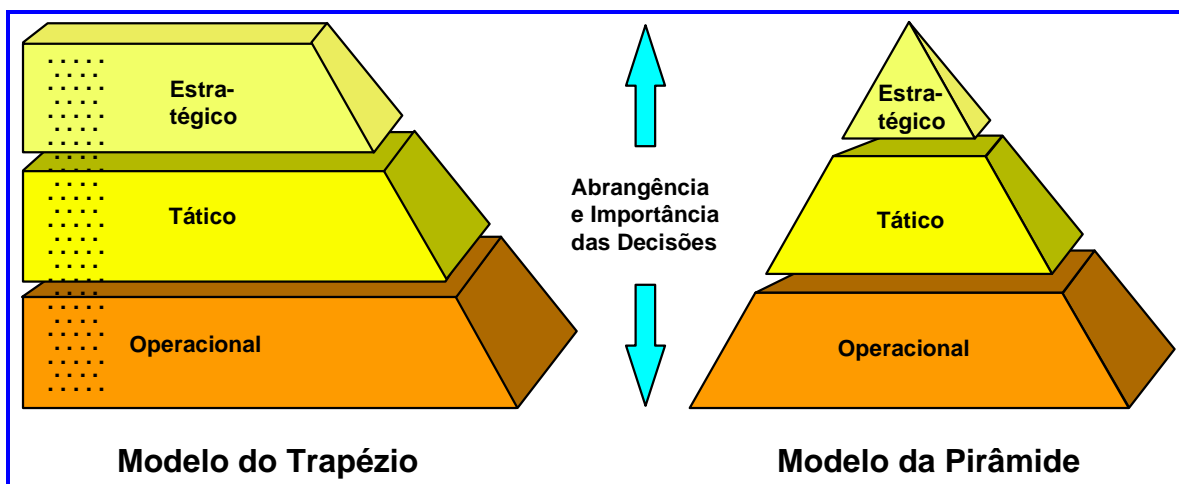 Estra-
tégico
Tático
Operacional
Modelo do Trapézio
Abrangência
e Importância
das Decisões
Estra-
tégico
Tático
Operacional
Modelo da Pirâmide